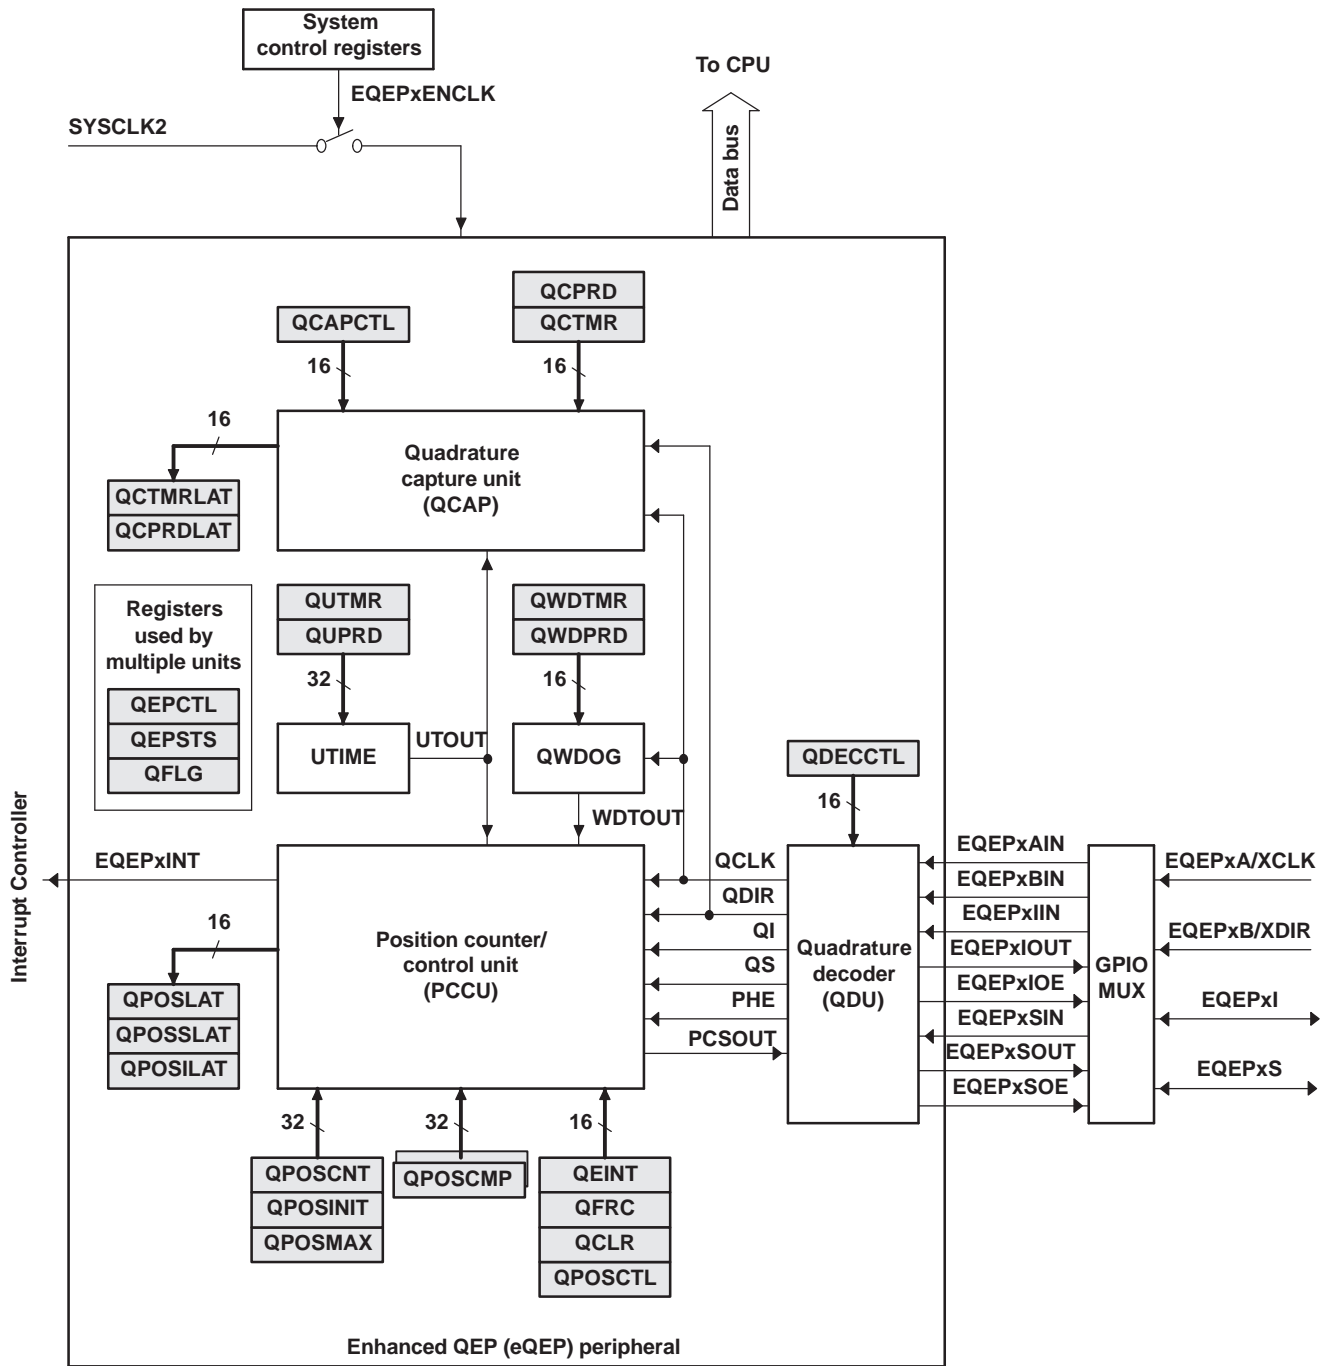 System
control registers
To CPU
EQEPxENCLK
SYSCLK2
Data bus
QCPRD
QCAPCTL
QCTMR
16
16
16
Quadrature
capture unit
(QCAP)
QCTMRLAT
QCPRDLAT
Registers
used by
multiple units
QEPCTL
QEPSTS
QFLG
QUTMR
QUPRD
32
UTIME
UTOUT
QWDTMR
QWDPRD
16
QWDOG
WDTOUT
QDECCTL
16
Interrupt Controller
EQEPxINT
16
QPOSLAT
QPOSSLAT
QPOSILAT
Position counter/
control unit
(PCCU)
QCLK
QDIR
QI
QS
PHE
PCSOUT
Quadrature
decoder
(QDU)
EQEPxAIN
EQEPxBIN
EQEPxIIN
EQEPxIOUT
EQEPxIOE
EQEPxSIN
EQEPxSOUT
EQEPxSOE
GPIO
MUX
EQEPxA/XCLK
EQEPxB/XDIR
EQEPxI
EQEPxS
32
32
16
QPOSCNT
QPOSINIT
QPOSMAX
QPOSCMP
QEINT
QFRC
QCLR
QPOSCTL
Enhanced QEP (eQEP) peripheral